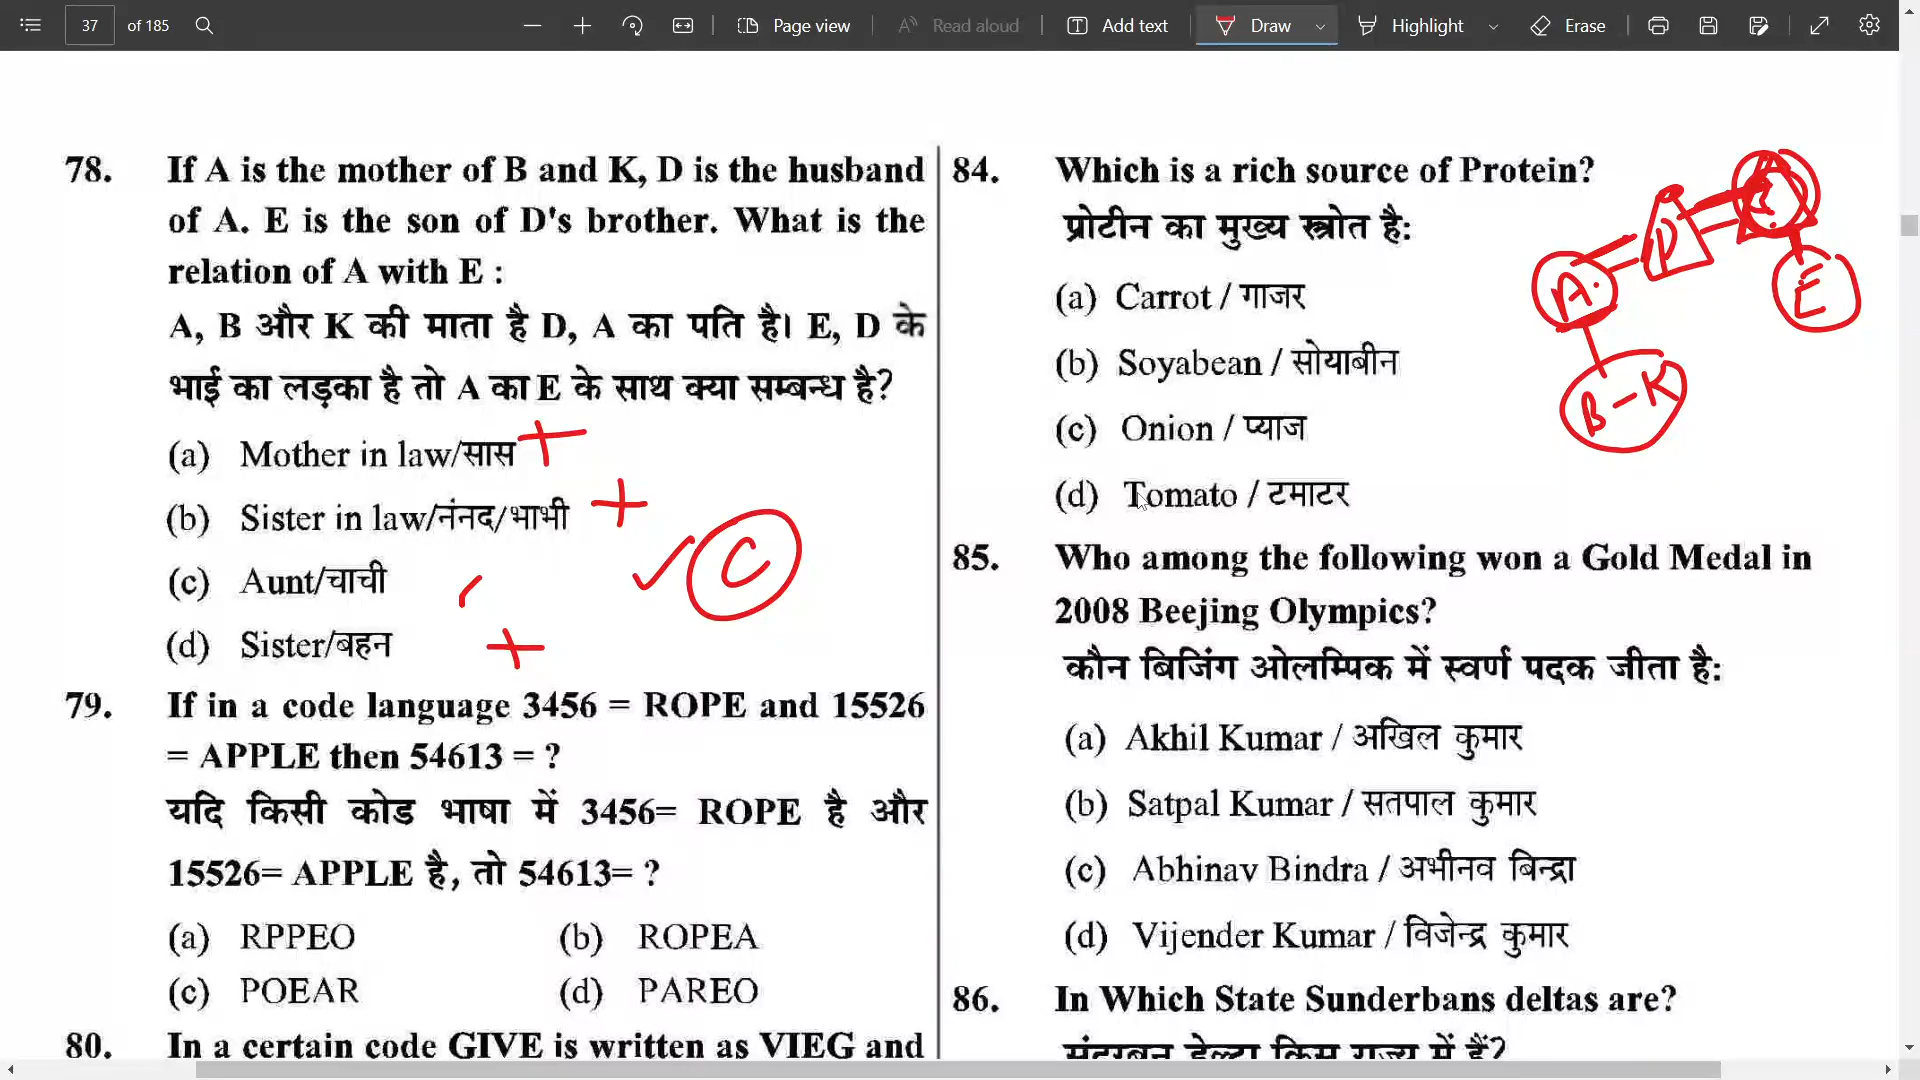 37 of 185 Page view Read aloud Add text Draw Highlight Erase
78. If A is the mother of B and K, D is the husband
of A. E is the son of D's brother. What is the
relation of A with E :
A, B और K की माता है D, A का पति है। E, D के
भाई का लड़का है तो A का E के साथ क्या सम्बन्ध है?
(a) Mother in law/सास
(b) Sister in law/नंनद/भाभी
(c) Aunt/चाची
(d) Sister/बहन
C
79. If in a code language 3456 = ROPE and 15526
= APPLE then 54613 = ?
यदि किसी कोड भाषा में 3456= ROPE है और
15526= APPLE है, तो 54613= ?
(a) RPPEO (b) ROPEA
(c) POEAR (d) PAREO
80. In a certain code GIVE is written as VIEG and
84. Which is a rich source of Protein?
प्रोटीन का मुख्य स्त्रोत है:
(a) Carrot / गाजर
(b) Soyabean / सोयाबीन
(c) Onion / प्याज
(d) Tomato / टमाटर
A D E
B - K
85. Who among the following won a Gold Medal in
2008 Beejing Olympics?
कौन बिजिंग ओलम्पिक में स्वर्ण पदक जीता है:
(a) Akhil Kumar / अखिल कुमार
(b) Satpal Kumar / सतपाल कुमार
(c) Abhinav Bindra / अभीनव बिन्द्रा
(d) Vijender Kumar / विजेन्द्र कुमार
86. In Which State Sunderbans deltas are?
सुंदरबन डेल्टा किस राज्य में हैं?